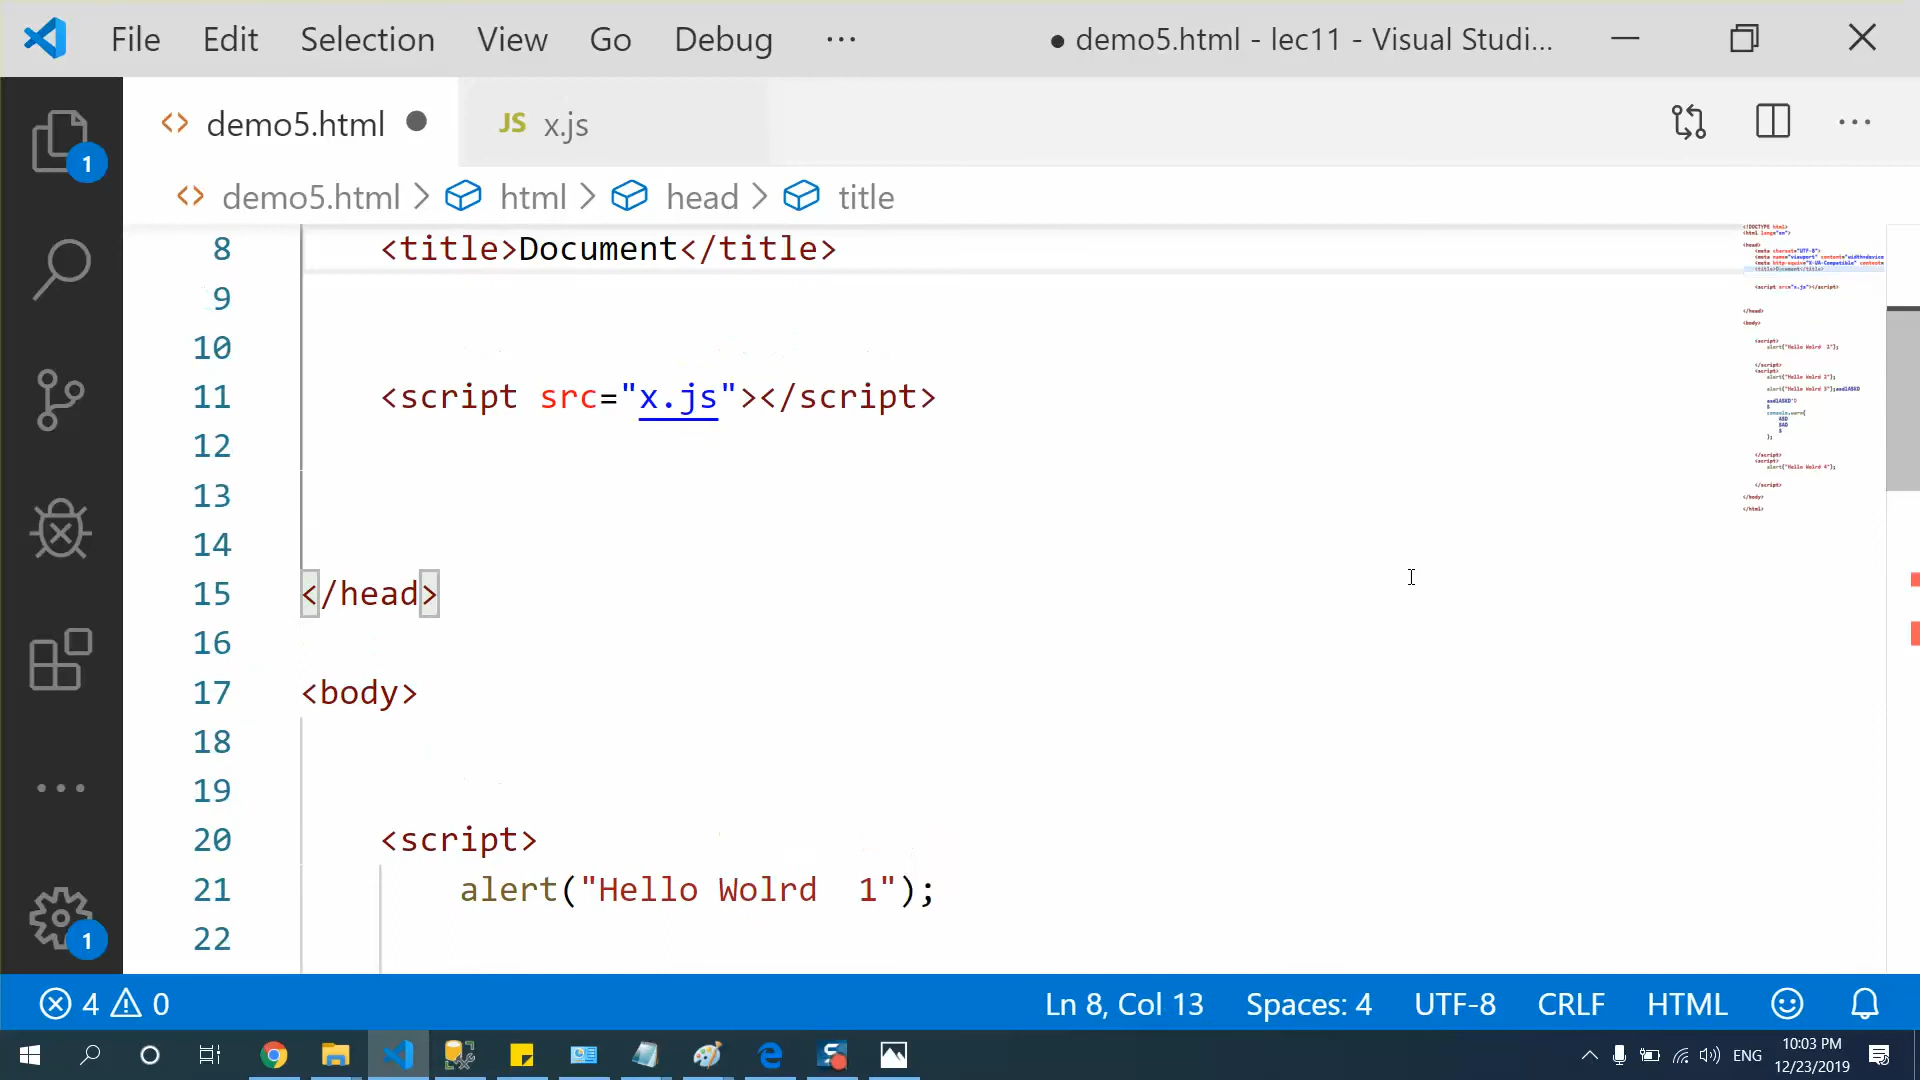 File Edit Selection View Go Debug ··· ● demo5.html - lec11 - Visual Studi...
<> demo5.html ● JS x.js
<> demo5.html > html > head > title
8 <title>Document</title>
9
10
11 <script src="x.js"></script>
12
13
14
15 </head>
16
17 <body>
18
19
20 <script>
21 alert("Hello Wolrd  1");
22
1
1
4 0 Ln 8, Col 13 Spaces: 4 UTF-8 CRLF HTML
ENG 10:03 PM
12/23/2019